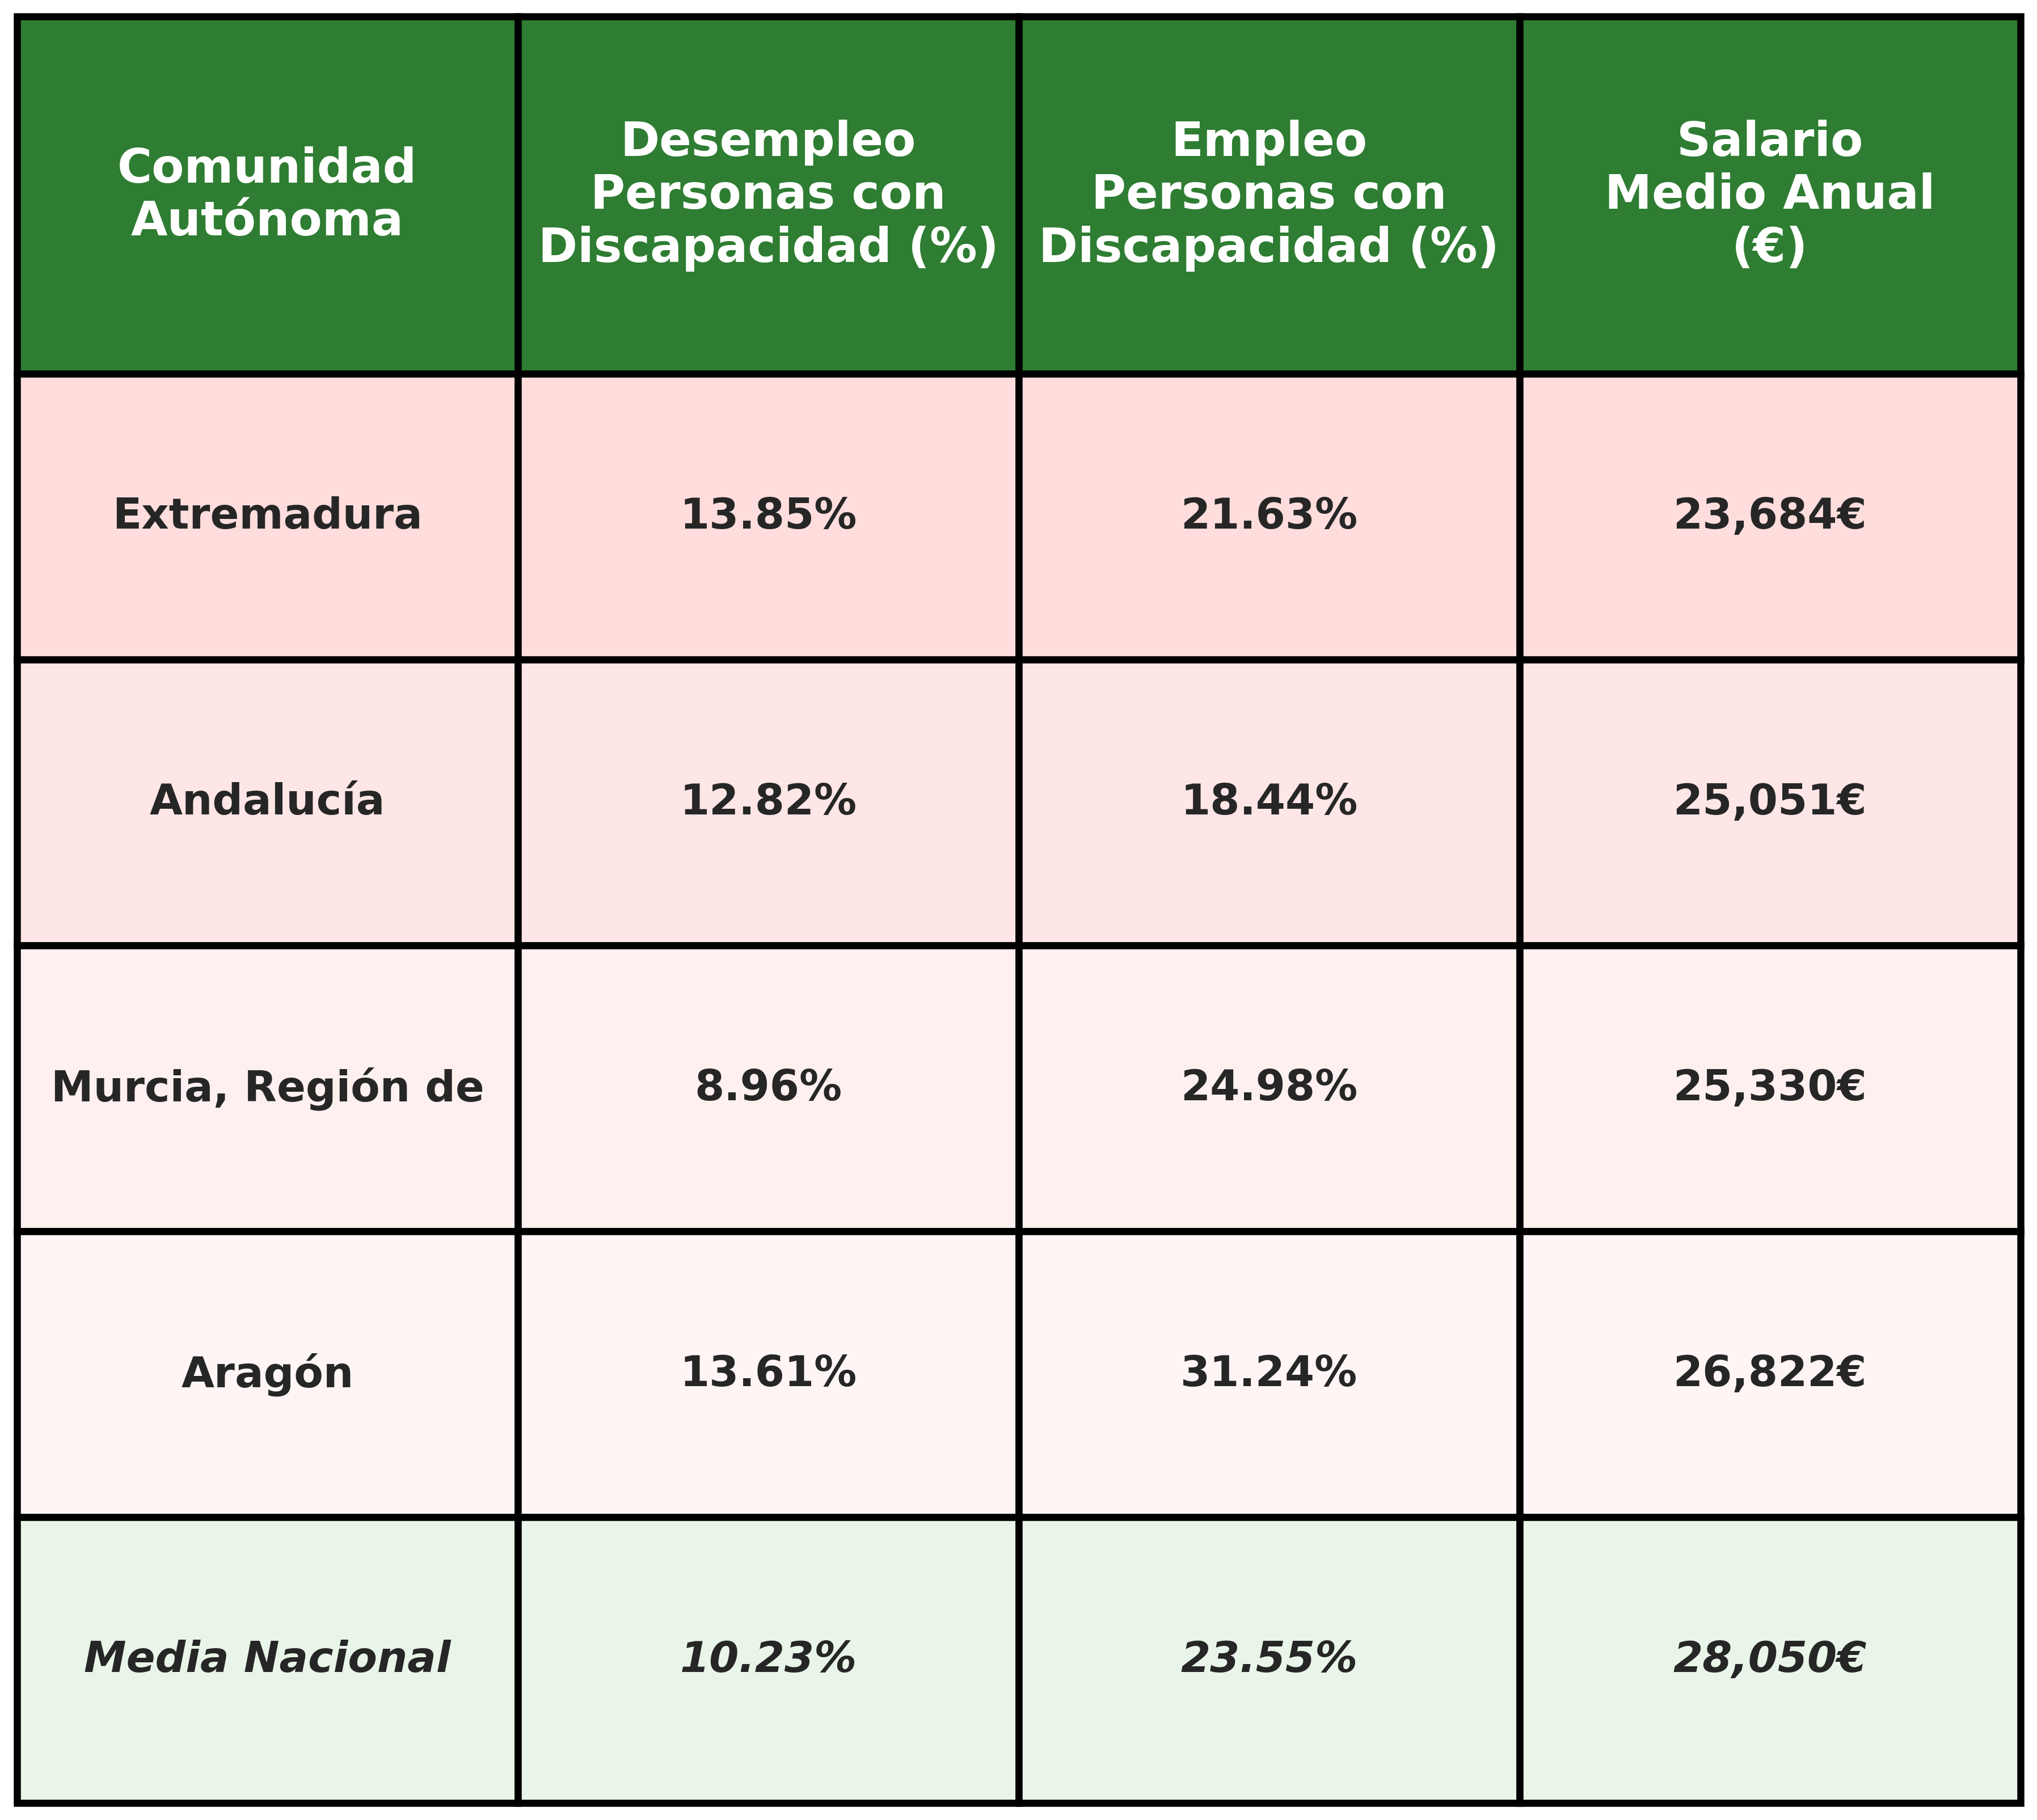 Comunidad
Autónoma
Desempleo
Personas con
Discapacidad (%)
Empleo
Personas con
Discapacidad (%)
Salario
Medio Anual
(€)
Extremadura 13.85% 21.63% 23,684€
Andalucía 12.82% 18.44% 25,051€
Murcia, Región de 8.96% 24.98% 25,330€
Aragón 13.61% 31.24% 26,822€
Media Nacional 10.23% 23.55% 28,050€